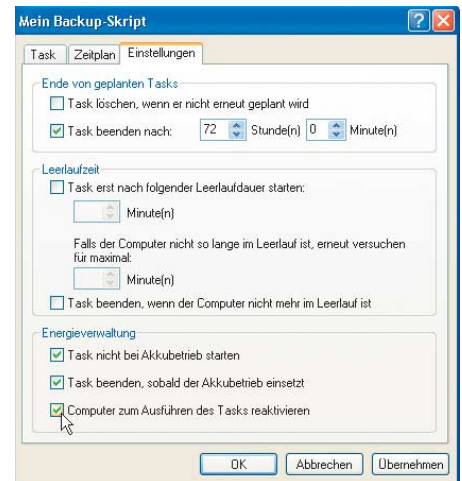 Mein Backup-Skript
Task Zeitplan Einstellungen
Ende von geplanten Tasks
Task löschen, wenn er nicht erneut geplant wird
Task beenden nach: 72 Stunde(n) 0 Minute(n)
Leerlaufzeit
Task erst nach folgender Leerlaufdauer starten:
Minute(n)
Falls der Computer nicht so lange im Leerlauf ist, erneut versuchen
für maximal:
Minute(n)
Task beenden, wenn der Computer nicht mehr im Leerlauf ist
Energieverwaltung
Task nicht bei Akkubetrieb starten
Task beenden, sobald der Akkubetrieb einsetzt
Computer zum Ausführen des Tasks reaktivieren
OK Abbrechen Übernehmen